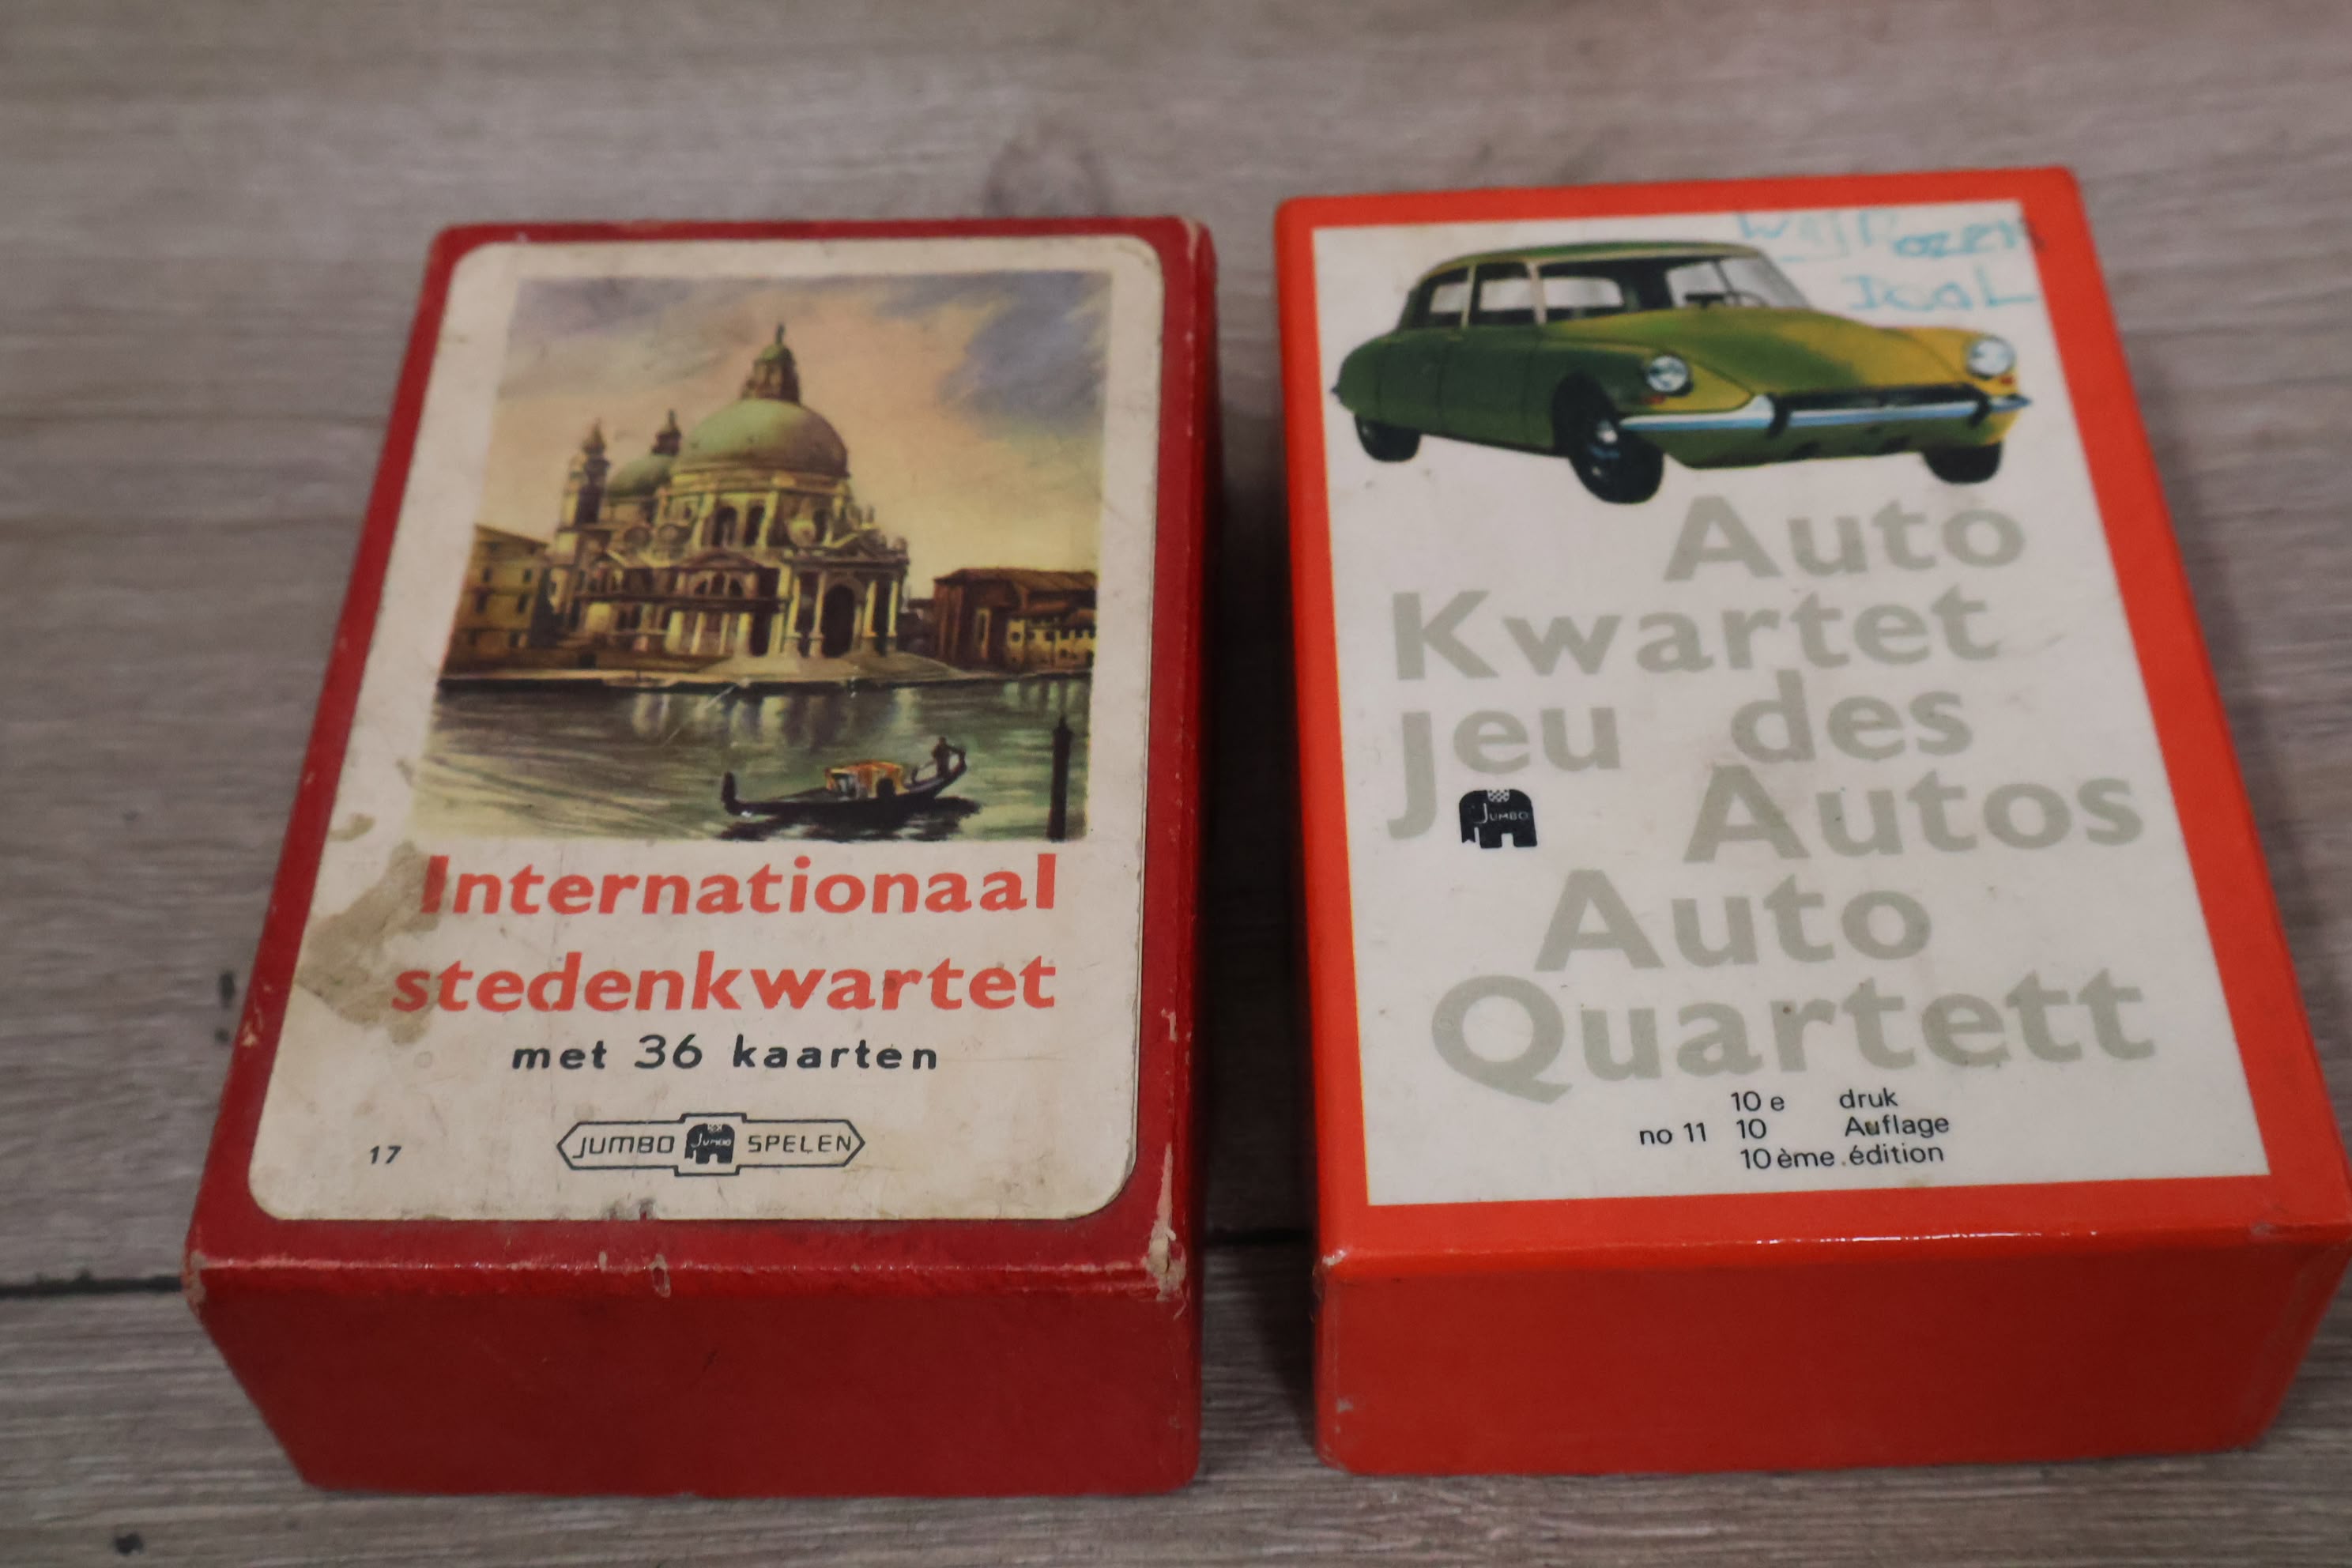 Internationaal
stedenkwartet
met 36 kaarten
17
JUMBO Jumbo SPELEN
Auto
Kwartet
Jeu des
JUMBO
Autos
Auto
Quartett
10 e druk
no 11 10 Auflage
10ème édition